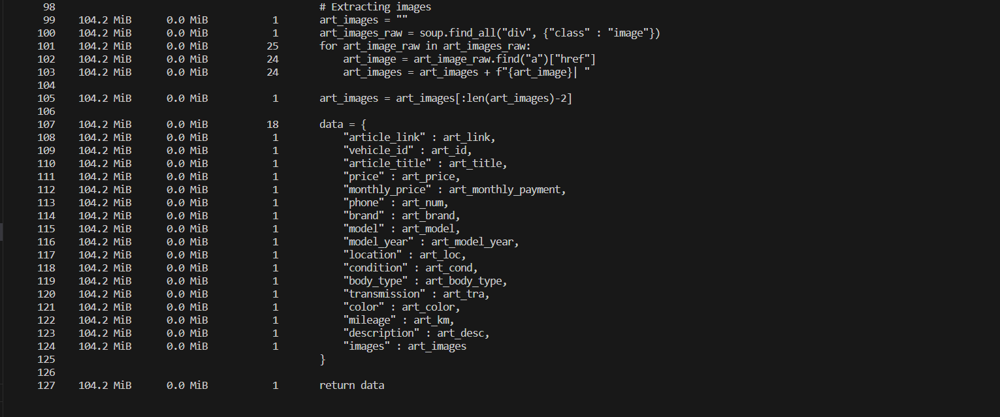 98 # Extracting images
99 104.2 MiB 0.0 MiB 1 art_images = ""
100 104.2 MiB 0.0 MiB 1 art_images_raw = soup.find_all("div", {"class" : "image"})
101 104.2 MiB 0.0 MiB 25 for art_image_raw in art_images_raw:
102 104.2 MiB 0.0 MiB 24 art_image = art_image_raw.find("a")["href"]
103 104.2 MiB 0.0 MiB 24 art_images = art_images + f"{art_image}| "
104
105 104.2 MiB 0.0 MiB 1 art_images = art_images[:len(art_images)-2]
106
107 104.2 MiB 0.0 MiB 18 data = {
108 104.2 MiB 0.0 MiB 1 "article_link" : art_link,
109 104.2 MiB 0.0 MiB 1 "vehicle_id" : art_id,
110 104.2 MiB 0.0 MiB 1 "article_title" : art_title,
111 104.2 MiB 0.0 MiB 1 "price" : art_price,
112 104.2 MiB 0.0 MiB 1 "monthly_price" : art_monthly_payment,
113 104.2 MiB 0.0 MiB 1 "phone" : art_num,
114 104.2 MiB 0.0 MiB 1 "brand" : art_brand,
115 104.2 MiB 0.0 MiB 1 "model" : art_model,
116 104.2 MiB 0.0 MiB 1 "model_year" : art_model_year,
117 104.2 MiB 0.0 MiB 1 "location" : art_loc,
118 104.2 MiB 0.0 MiB 1 "condition" : art_cond,
119 104.2 MiB 0.0 MiB 1 "body_type" : art_body_type,
120 104.2 MiB 0.0 MiB 1 "transmission" : art_tra,
121 104.2 MiB 0.0 MiB 1 "color" : art_color,
122 104.2 MiB 0.0 MiB 1 "mileage" : art_km,
123 104.2 MiB 0.0 MiB 1 "description" : art_desc,
124 104.2 MiB 0.0 MiB 1 "images" : art_images
125 }
126
127 104.2 MiB 0.0 MiB 1 return data